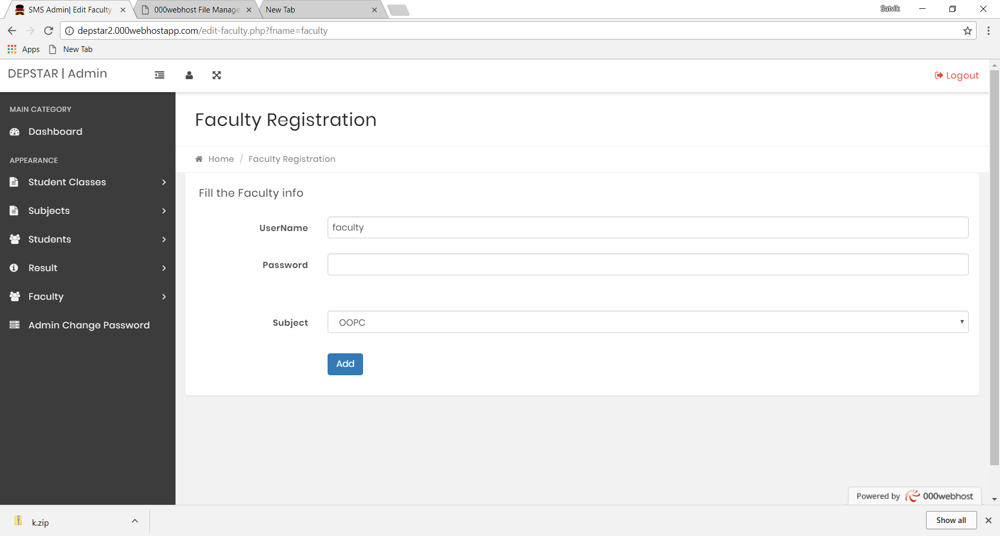 SMS Admin| Edit Faculty
000webhost File Manage
New Tab
Satvik
depstar2.000webhostapp.com/edit-faculty.php?fname=faculty
Apps
New Tab
DEPSTAR | Admin
Logout
MAIN CATEGORY
Dashboard
APPEARANCE
Student Classes
Subjects
Students
Result
Faculty
Admin Change Password
Faculty Registration
Home / Faculty Registration
Fill the Faculty info
UserName
faculty
Password
Subject
OOPC
Add
Powered by 000webhost
k.zip
Show all